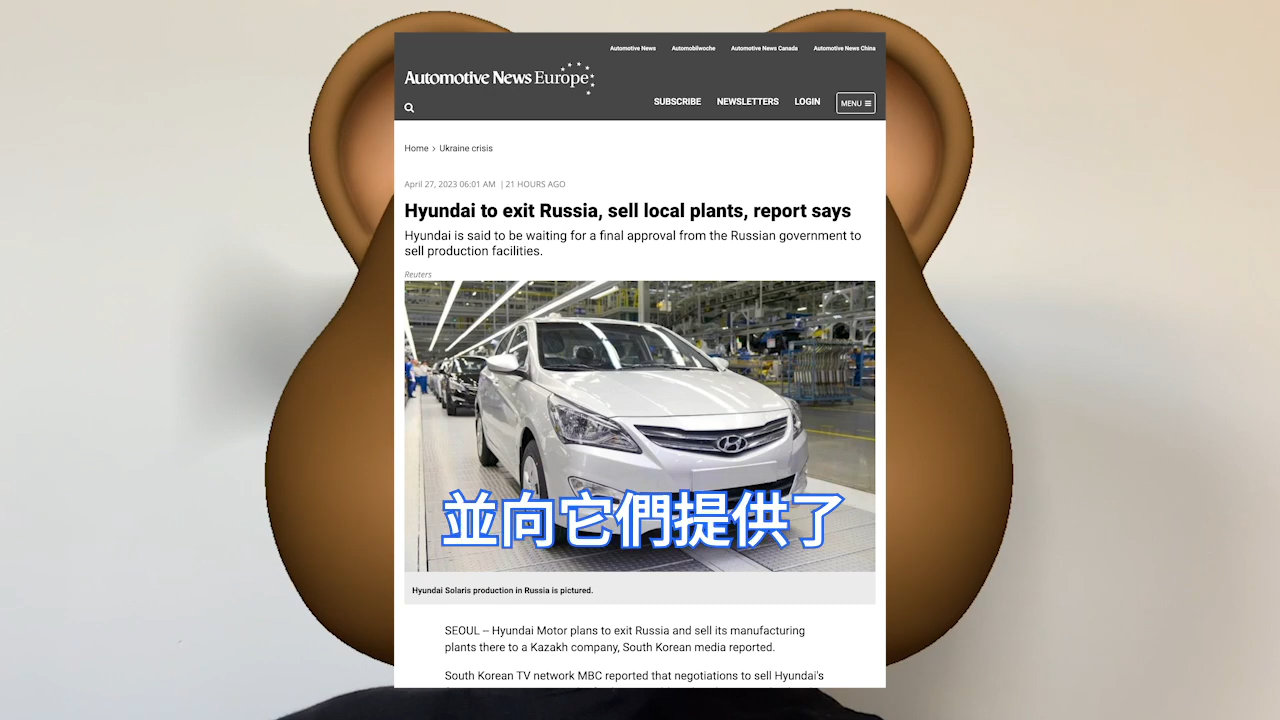 Automotive News Automobilwoche Automotive News Canada Automotive News China
Automotive News Europe
SUBSCRIBE NEWSLETTERS LOGIN MENU
Home > Ukraine crisis
April 27, 2023 06:01 AM | 21 HOURS AGO
Hyundai to exit Russia, sell local plants, report says
Hyundai is said to be waiting for a final approval from the Russian government to
sell production facilities.
Reuters
並向它們提供了
Hyundai Solaris production in Russia is pictured.
SEOUL -- Hyundai Motor plans to exit Russia and sell its manufacturing
plants there to a Kazakh company, South Korean media reported.
South Korean TV network MBC reported that negotiations to sell Hyundai's